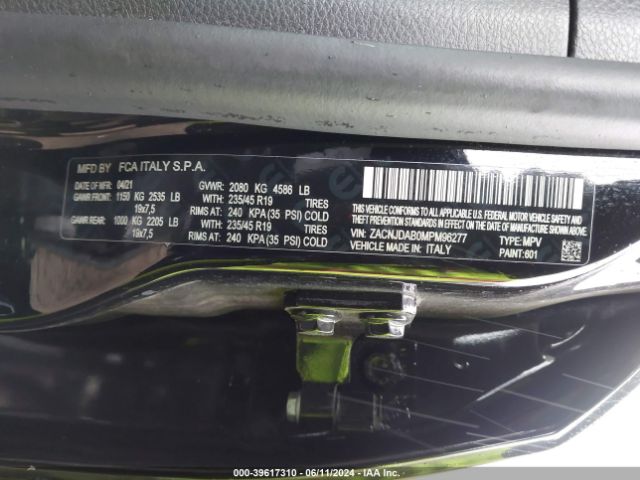 MFD BY FCA ITALY S.P.A.
DATE OF MFR 04/21 GVWR: 2080 KG 4586 LB
GAWR FRONT: 1150 KG 2535 LB WITH 235/45 R19 TIRES
19x7,5 RIMS AT 240 KPA (35 PSI) COLD
GAWR REAR: 1000 KG 2205 LB WITH 235/45 R19 TIRES
19x7,5 RIMS AT 240 KPA (35 PSI) COLD
THIS VEHICLE CONFORMS TO ALL APPLICABLE U.S.A. FEDERAL MOTOR VEHICLE SAFETY, BUMPER, AND THEFT PREVENTION STANDARDS IN EFFECT ON THE DATE OF MANUFACTURE SHOWN ABOVE
VIN: ZACNJDAB0MPM96277 TYPE: MPV
MADE IN: ITALY PAINT: 601
000-39617310 - 06/11/2024 - IAA Inc.